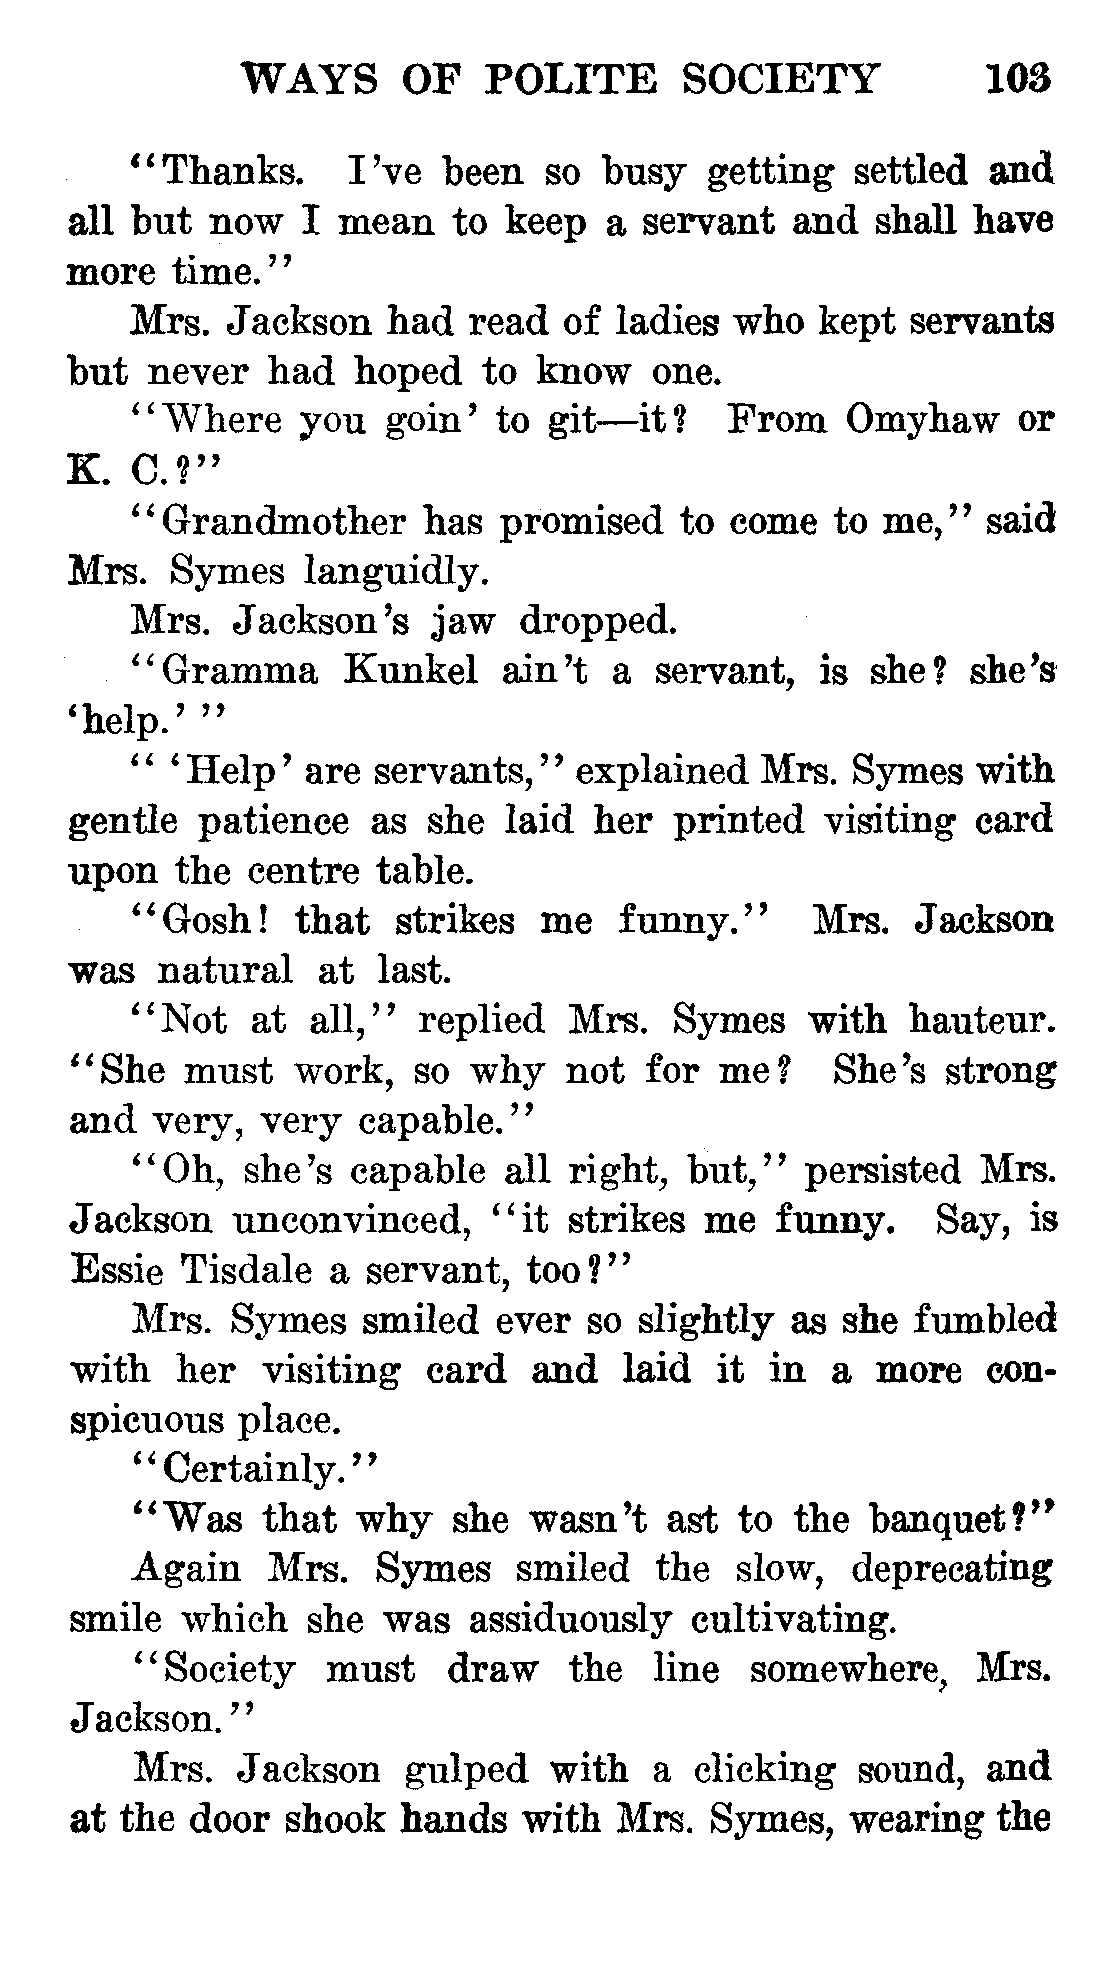 WAYS OF POLITE SOCIETY 103
“Thanks. I’ve been so busy getting settled and
all but now I mean to keep a servant and shall have
more time.”
Mrs. Jackson had read of ladies who kept servants
but never had hoped to know one.
“Where you goin’ to git—it? From Omyhaw or
K. C.?”
“Grandmother has promised to come to me,” said
Mrs. Symes languidly.
Mrs. Jackson’s jaw dropped.
“Gramma Kunkel ain’t a servant, is she? she’s
‘help.’ ”
“ ‘Help’ are servants,” explained Mrs. Symes with
gentle patience as she laid her printed visiting card
upon the centre table.
“Gosh! that strikes me funny.” Mrs. Jackson
was natural at last.
“Not at all,” replied Mrs. Symes with hauteur.
“She must work, so why not for me? She’s strong
and very, very capable.”
“Oh, she’s capable all right, but,” persisted Mrs.
Jackson unconvinced, “it strikes me funny. Say, is
Essie Tisdale a servant, too?”
Mrs. Symes smiled ever so slightly as she fumbled
with her visiting card and laid it in a more con-
spicuous place.
“Certainly.”
“Was that why she wasn’t ast to the banquet?”
Again Mrs. Symes smiled the slow, deprecating
smile which she was assiduously cultivating.
“Society must draw the line somewhere, Mrs.
Jackson.”
Mrs. Jackson gulped with a clicking sound, and
at the door shook hands with Mrs. Symes, wearing the